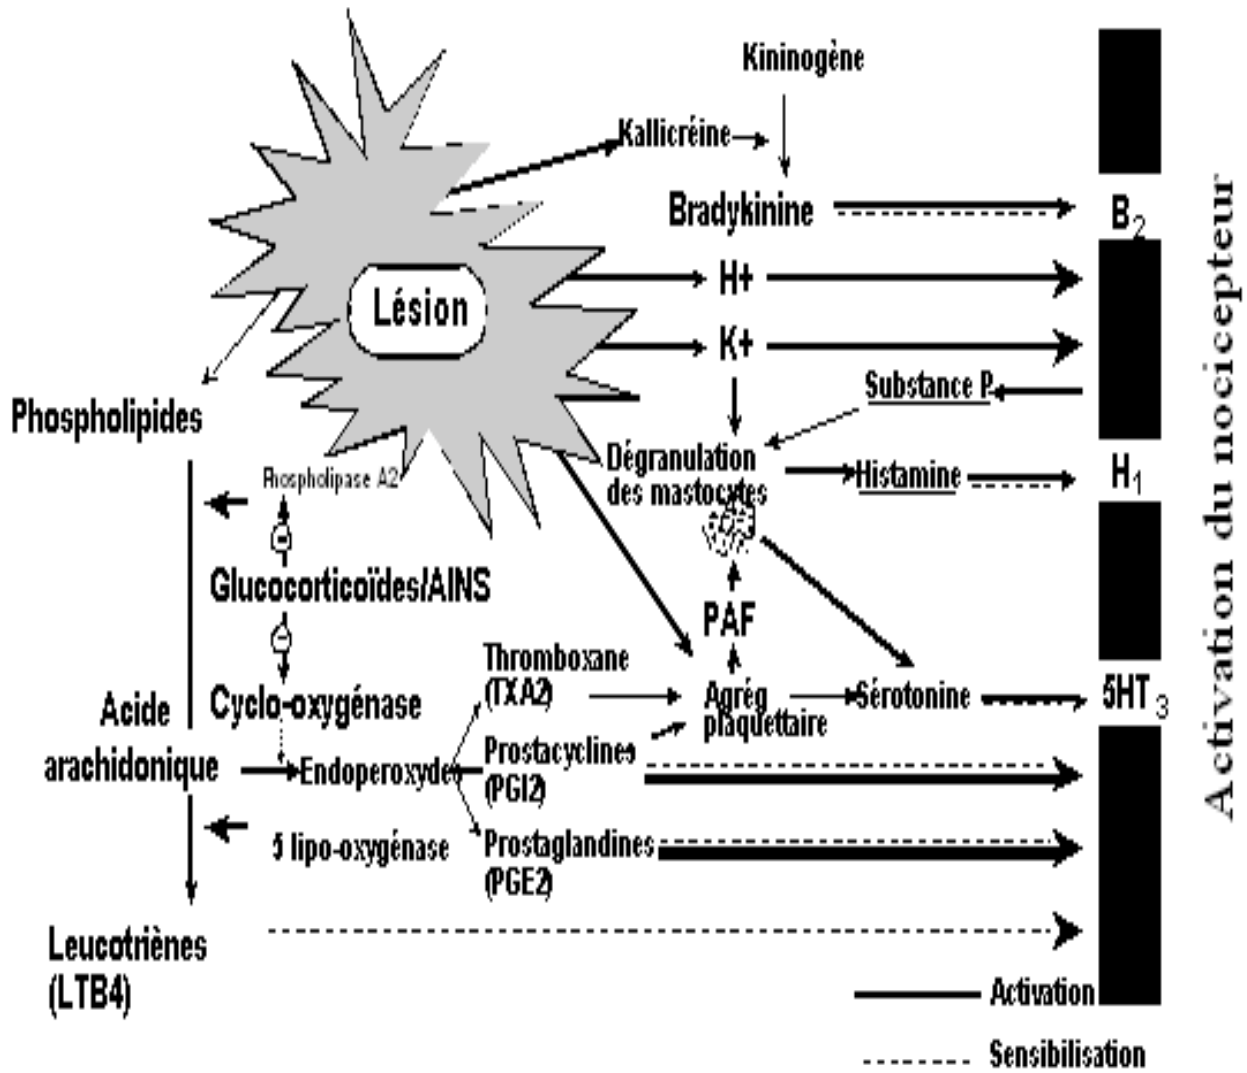 Kininogène
Kallicréine
Bradykinine
B2
H+
Lésion
K+
Substance P
Phospholipides
Dégranulation
des mastocytes
Histamine
H1
Phospholipase A2
Glucocorticoïdes/AINS
PAF
Thromboxane
(TXA2)
Agrég
plaquettaire
Sérotonine
5HT3
Cyclo-oxygénase
Acide
arachidonique
Endoperoxydes
Prostacyclines
(PGI2)
5 lipo-oxygénase
Prostaglandines
(PGE2)
Leucotriènes
(LTB4)
Activation
Sensibilisation
Activation du nocicepteur